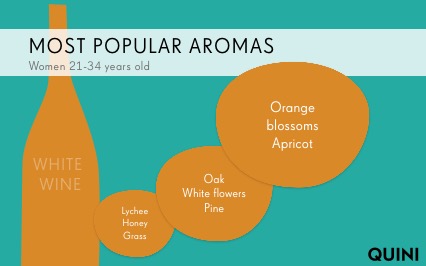 MOST POPULAR AROMAS
Women 21-34 years old
Orange
blossoms
Apricot
WHITE
WINE
Oak
White flowers
Pine
Lychee
Honey
Grass
QUINI